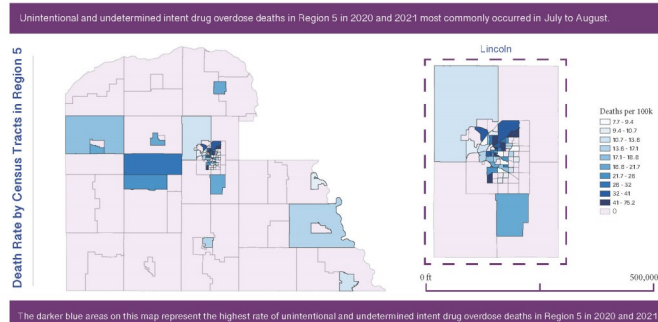 Unintentional and undetermined intent drug overdose deaths in Region 5 in 2020 and 2021 most commonly occurred in July to August.
Death Rate by Census Tracts in Region 5
Lincoln
Deaths per 100k
7.7 - 9.4
9.4 - 10.7
10.7 - 13.6
13.6 - 17.1
17.1 - 18.8
18.8 - 21.7
21.7 - 26
26 - 32
32 - 41
41 - 75.2
0
0 ft
500,000
The darker blue areas on this map represent the highest rate of unintentional and undetermined intent drug overdose deaths in Region 5 in 2020 and 2021